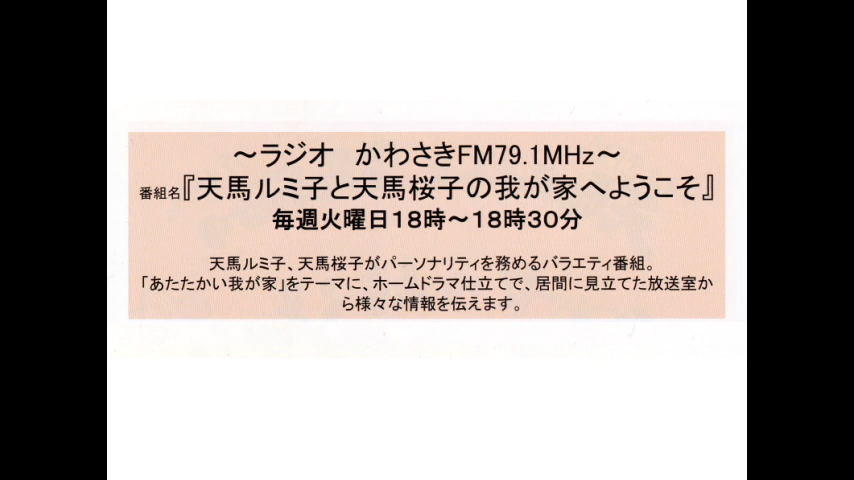 ～ラジオ　かわさきFM79.1MHz～
番組名『天馬ルミ子と天馬桜子の我が家へようこそ』
毎週火曜日１８時～１８時３０分
天馬ルミ子、天馬桜子がパーソナリティを務めるバラエティ番組。
「あたたかい我が家」をテーマに、ホームドラマ仕立てで、居間に見立てた放送室か
ら様々な情報を伝えます。